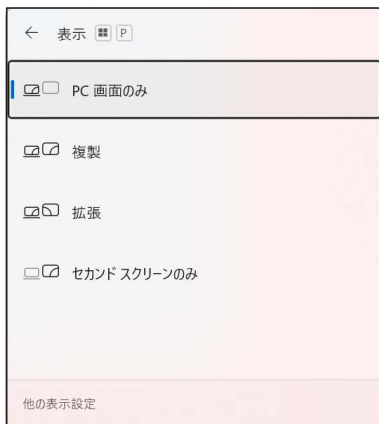 表示 P
PC 画面のみ
複製
拡張
セカンド スクリーンのみ
他の表示設定